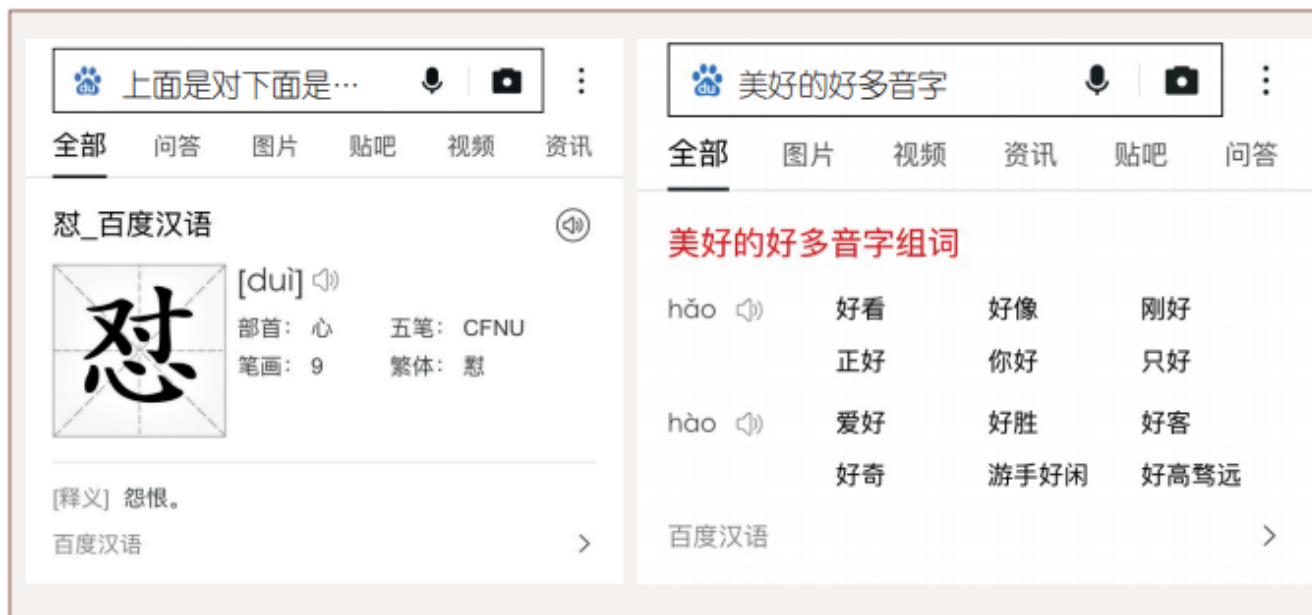 du 上面是对下面是…
全部 问答 图片 贴吧 视频 资讯
怼_百度汉语
怼
[duì]
部首： 心 五笔： CFNU
笔画： 9 繁体： 懟
[释义] 怨恨。
百度汉语
du 美好的好多音字
全部 图片 视频 资讯 贴吧 问答
美好的好多音字组词
hǎo 好看 好像 刚好
正好 你好 只好
hào 爱好 好胜 好客
好奇 游手好闲 好高骛远
百度汉语